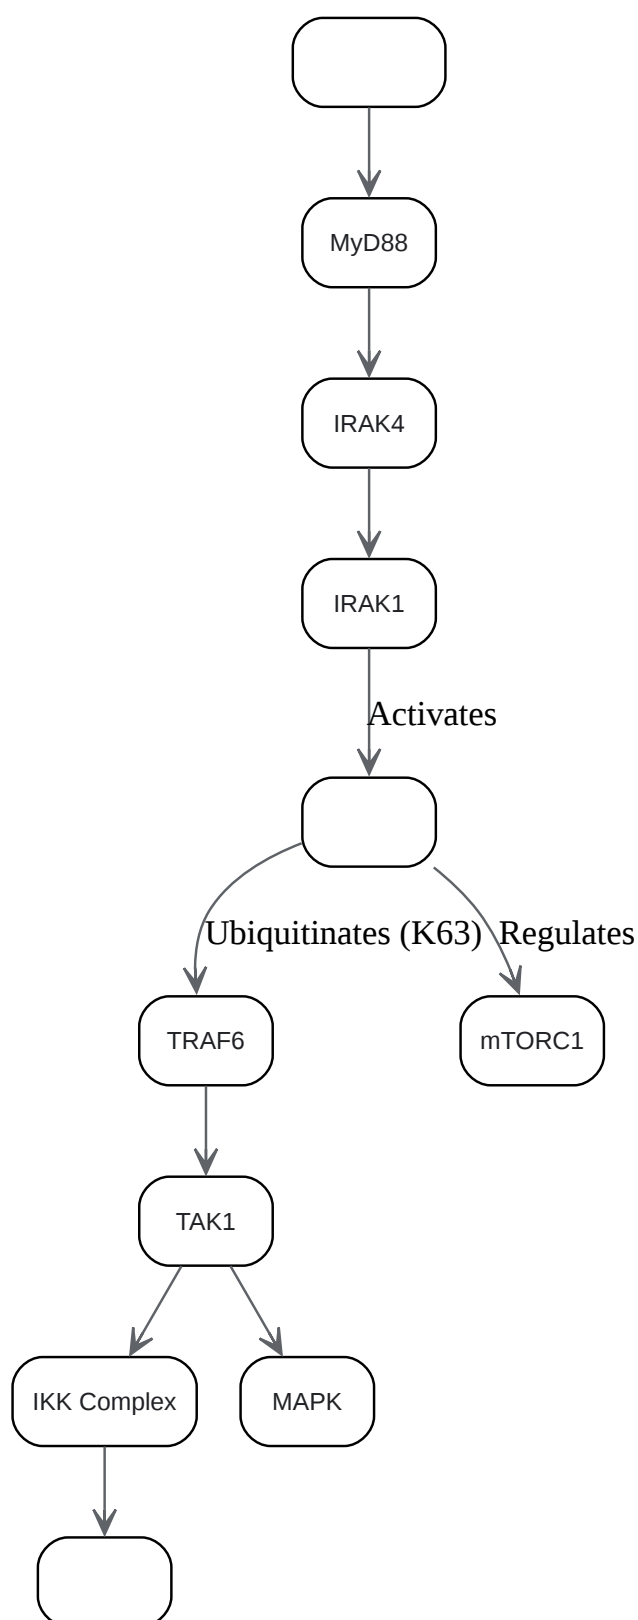 MyD88
IRAK4
IRAK1
Activates
Ubiquitinates (K63)
Regulates
TRAF6
mTORC1
TAK1
IKK Complex
MAPK